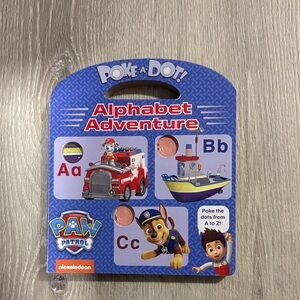 POKE-A-DOT!
Alphabet
Adventure
Aa
Bb
Cc
PAW
PATROL
nickelodeon
Poke the
dots from
A to Z!